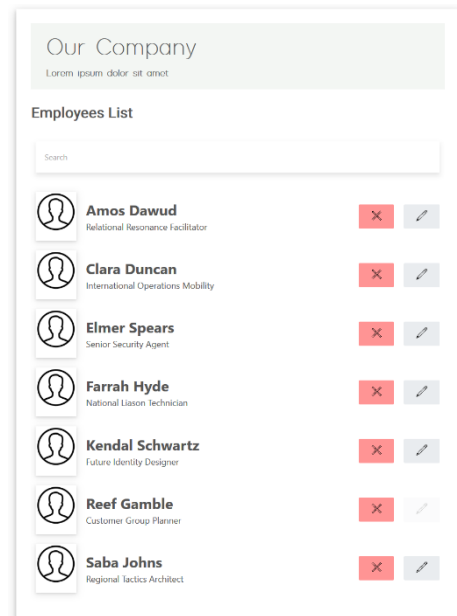 Our Company
Lorem ipsum dolor sit amet
Employees List
Search
Amos Dawud
Relational Resonance Facilitator
Clara Duncan
International Operations Mobility
Elmer Spears
Senior Security Agent
Farrah Hyde
National Liason Technician
Kendal Schwartz
Future Identity Designer
Reef Gamble
Customer Group Planner
Saba Johns
Regional Tactics Architect